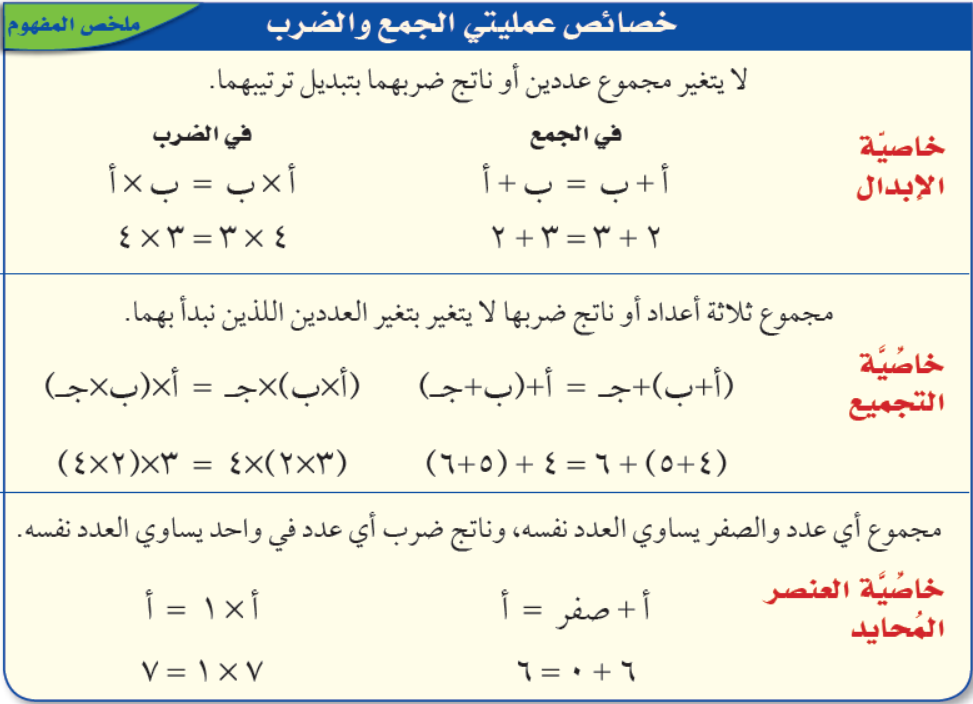 خصائص عمليتي الجمع والضرب
ملخص المفهوم
لا يتغير مجموع عددين أو ناتج ضربهما بتبديل ترتيبهما.
خاصيّة الإبدال
في الجمع
أ + ب = ب + أ
٢ + ٣ = ٣ + ٢
في الضرب
أ × ب = ب × أ
٤ × ٣ = ٣ × ٤
مجموع ثلاثة أعداد أو ناتج ضربها لا يتغير بتغير العددين اللذين نبدأ بهما.
خاصُيَّة التجميع
(أ+ب)+جـ = أ+(ب+جـ)
(٤+٥) + ٦ = ٤ + (٥+٦)
(أ×ب)×جـ = أ×(ب×جـ)
(٣×٢)×٤ = ٣×(٢×٤)
مجموع أي عدد والصفر يساوي العدد نفسه، وناتج ضرب أي عدد في واحد يساوي العدد نفسه.
خاصُيَّة العنصر المُحايد
أ + صفر = أ
٦ + ٠ = ٦
أ × ١ = أ
٧ × ١ = ٧